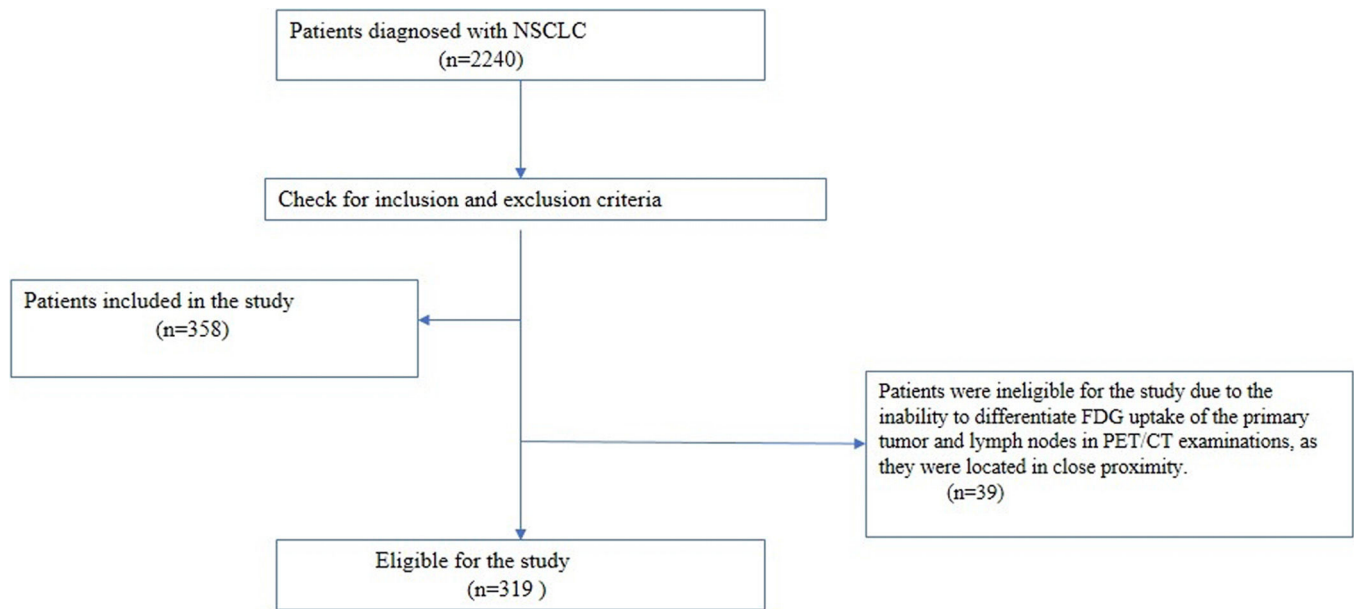 Patients diagnosed with NSCLC
(n=2240)
Check for inclusion and exclusion criteria
Patients included in the study
(n=358)
Patients were ineligible for the study due to the
inability to differentiate FDG uptake of the primary
tumor and lymph nodes in PET/CT examinations, as
they were located in close proximity.
(n=39)
Eligible for the study
(n=319 )